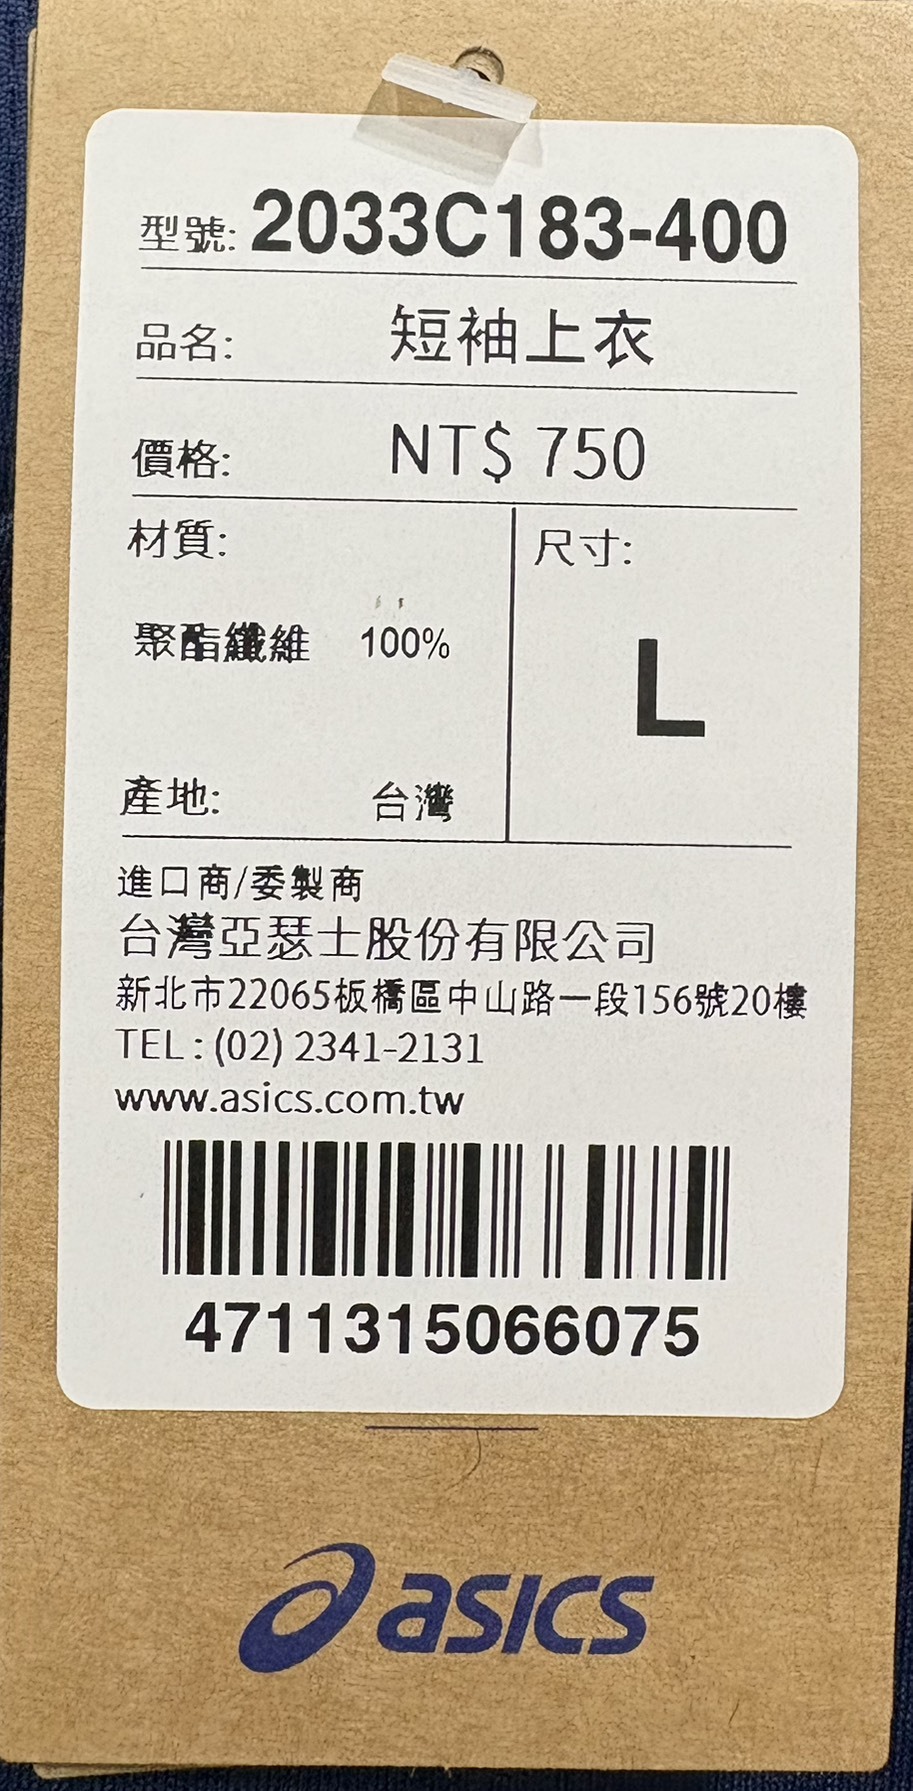 型號: 2033C183-400
品名: 短袖上衣
價格: NT$ 750
材質:
聚酯纖維 100%
產地: 台灣
尺寸:
L
進口商/委製商
台灣亞瑟士股份有限公司
新北市22065板橋區中山路一段156號20樓
TEL : (02) 2341-2131
www.asics.com.tw
4711315066075
asics